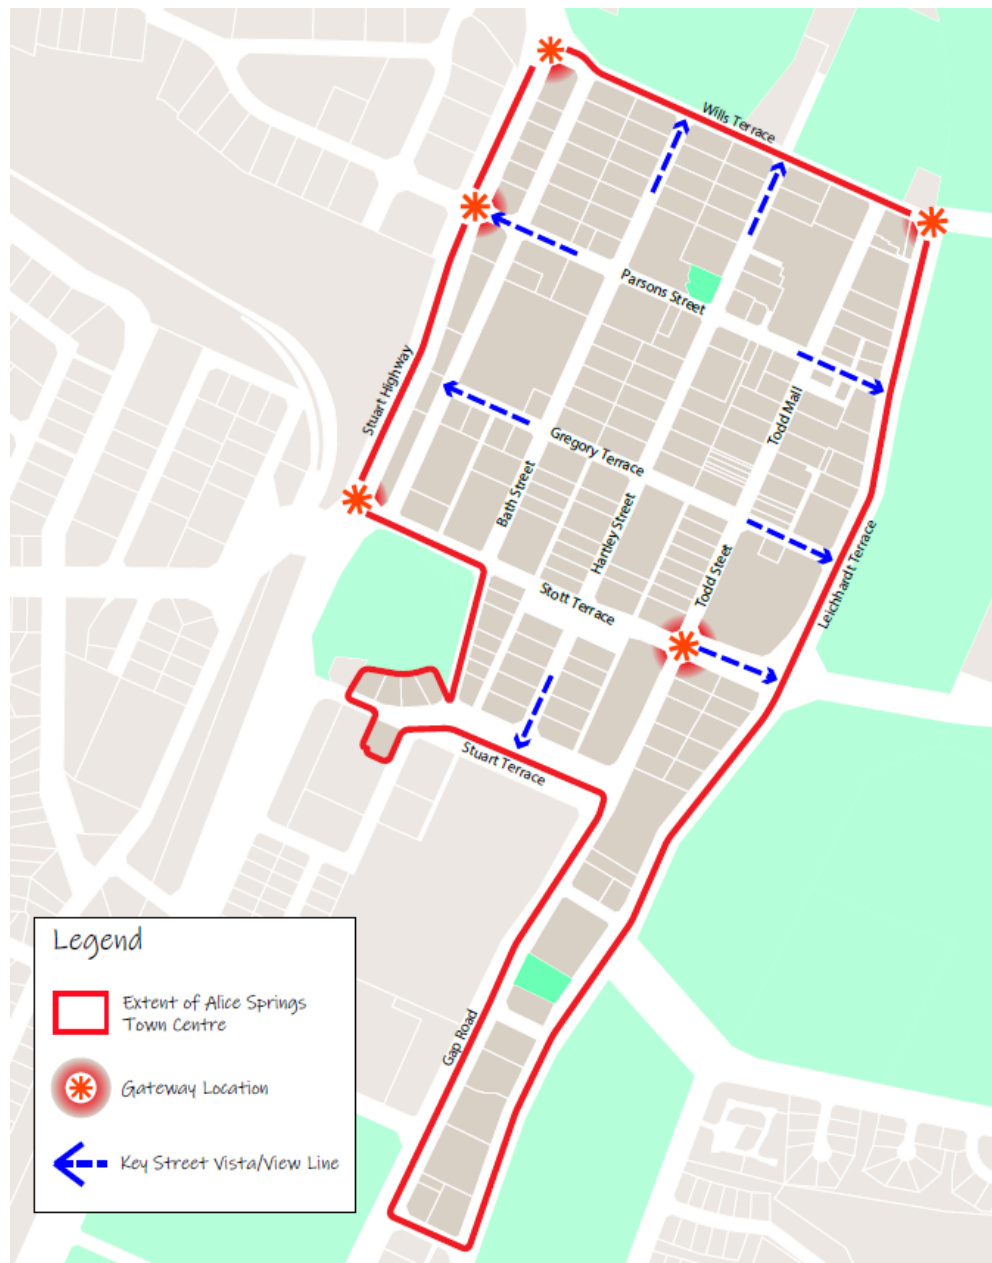 Wills Terrace
Parsons Street
Stuart Highway
Todd Mall
Gregory Terrace
Bath Street
Hartley Street
Todd Steet
Leichhardt Terrace
Stott Terrace
Stuart Terrace
Gap Road
Legend
Extent of Alice Springs
Town Centre
Gateway Location
Key Street Vista/View Line